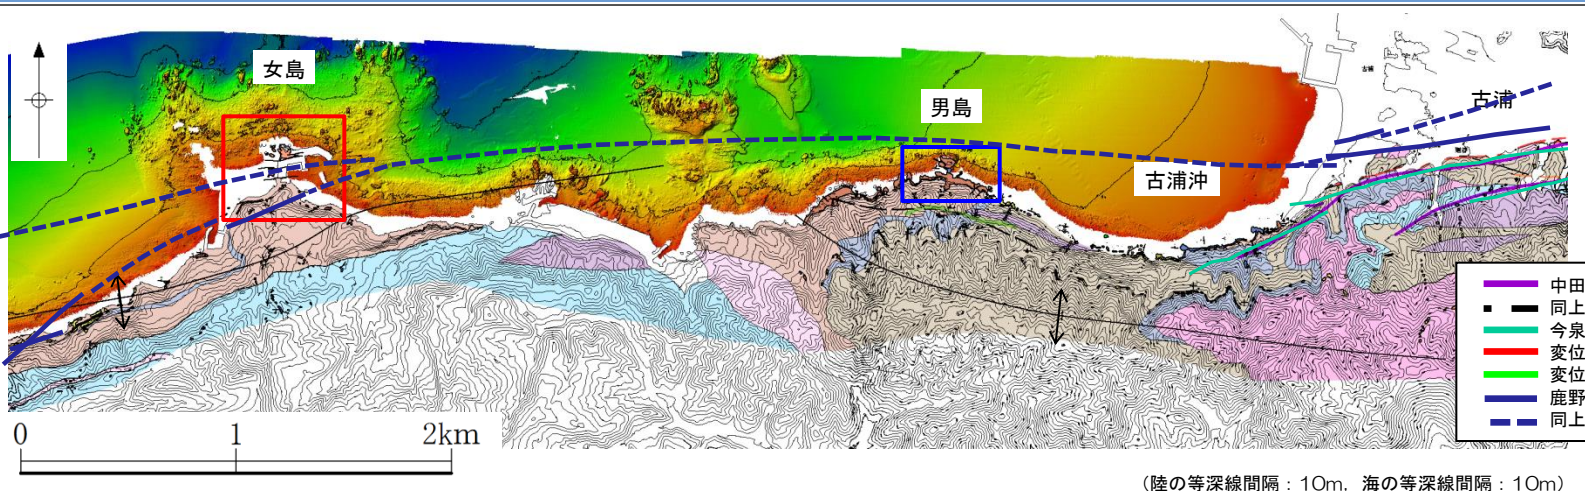 女島
男島
古浦
古浦沖
中田
同上
今泉
変位
変位
鹿野
同上
0 1 2km
(陸の等深線間隔:10m, 海の等深線間隔:10m)